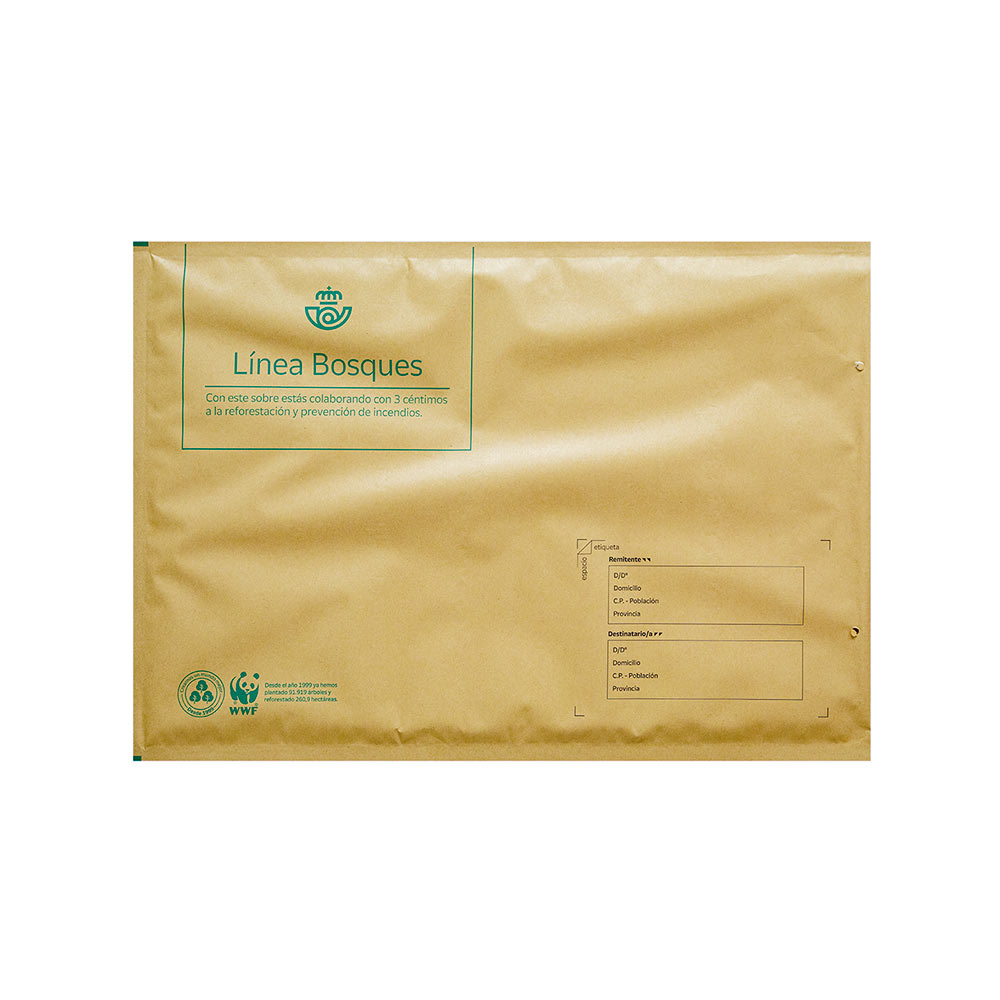 Línea Bosques
Con este sobre estás colaborando con 3 céntimos
a la reforestación y prevención de incendios.
espacio
etiqueta
Remitente
D/Dª
Domicilio
C.P. - Población
Provincia
Destinatario/a
D/Dª
Domicilio
C.P. - Población
Provincia
Desde 1999
WWF
Desde el año 1999 ya hemos
plantado 91.919 árboles y
reforestado 260,9 hectáreas.